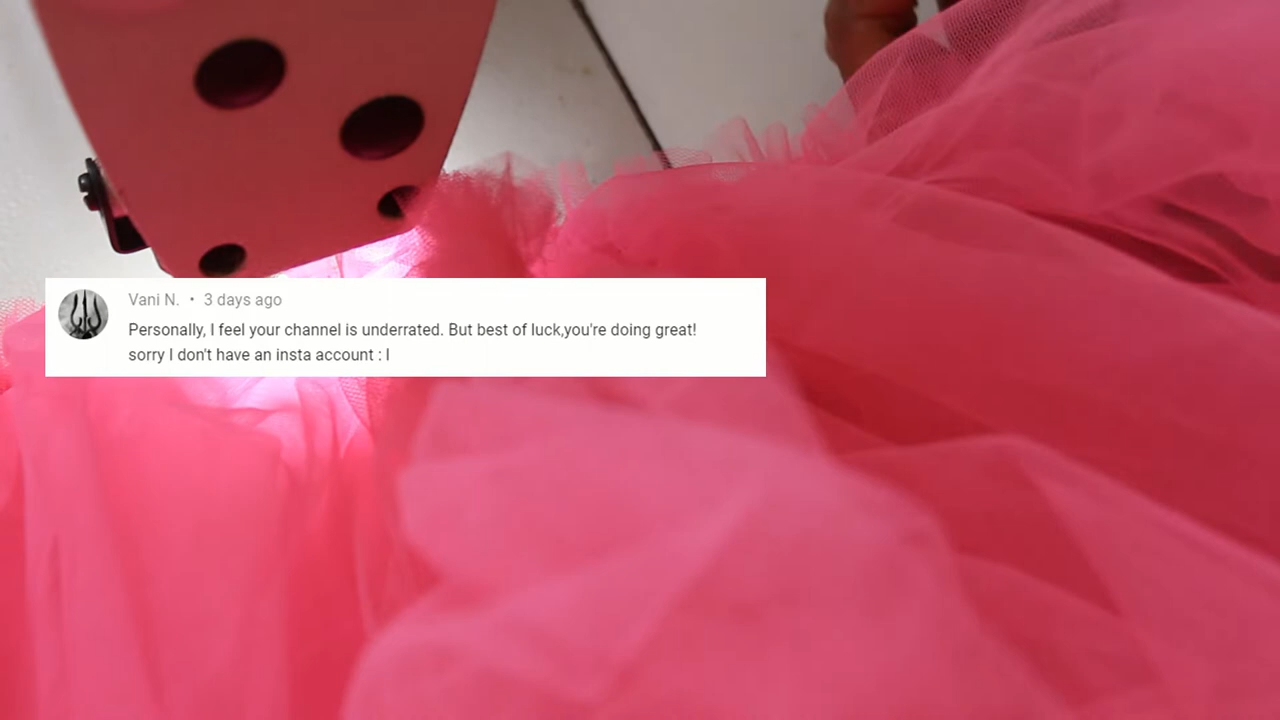 Vani N. • 3 days ago
Personally, I feel your channel is underrated. But best of luck,you're doing great!
sorry I don't have an insta account : l